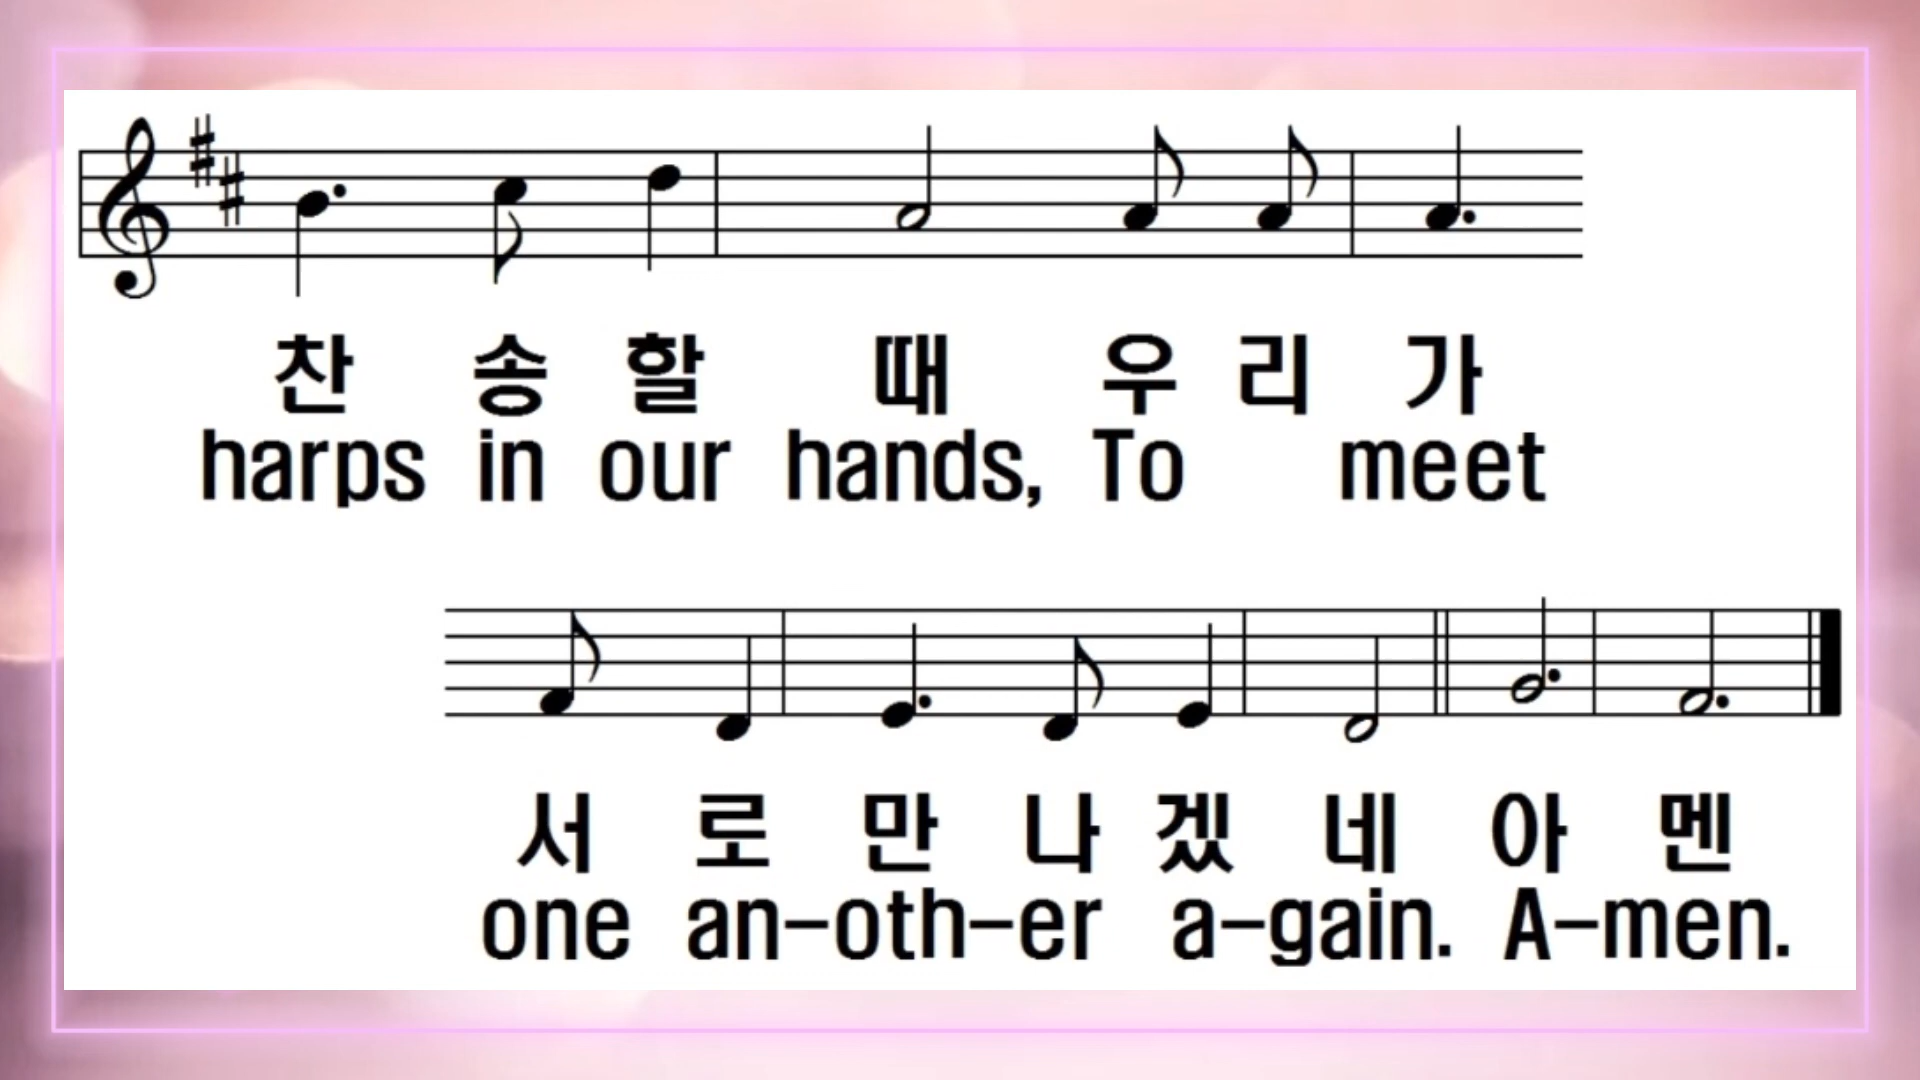 찬 송 할 때 우 리 가
harps in our hands, To meet
서 로 만 나 겠 네 아 멘
one an-oth-er a-gain. A-men.